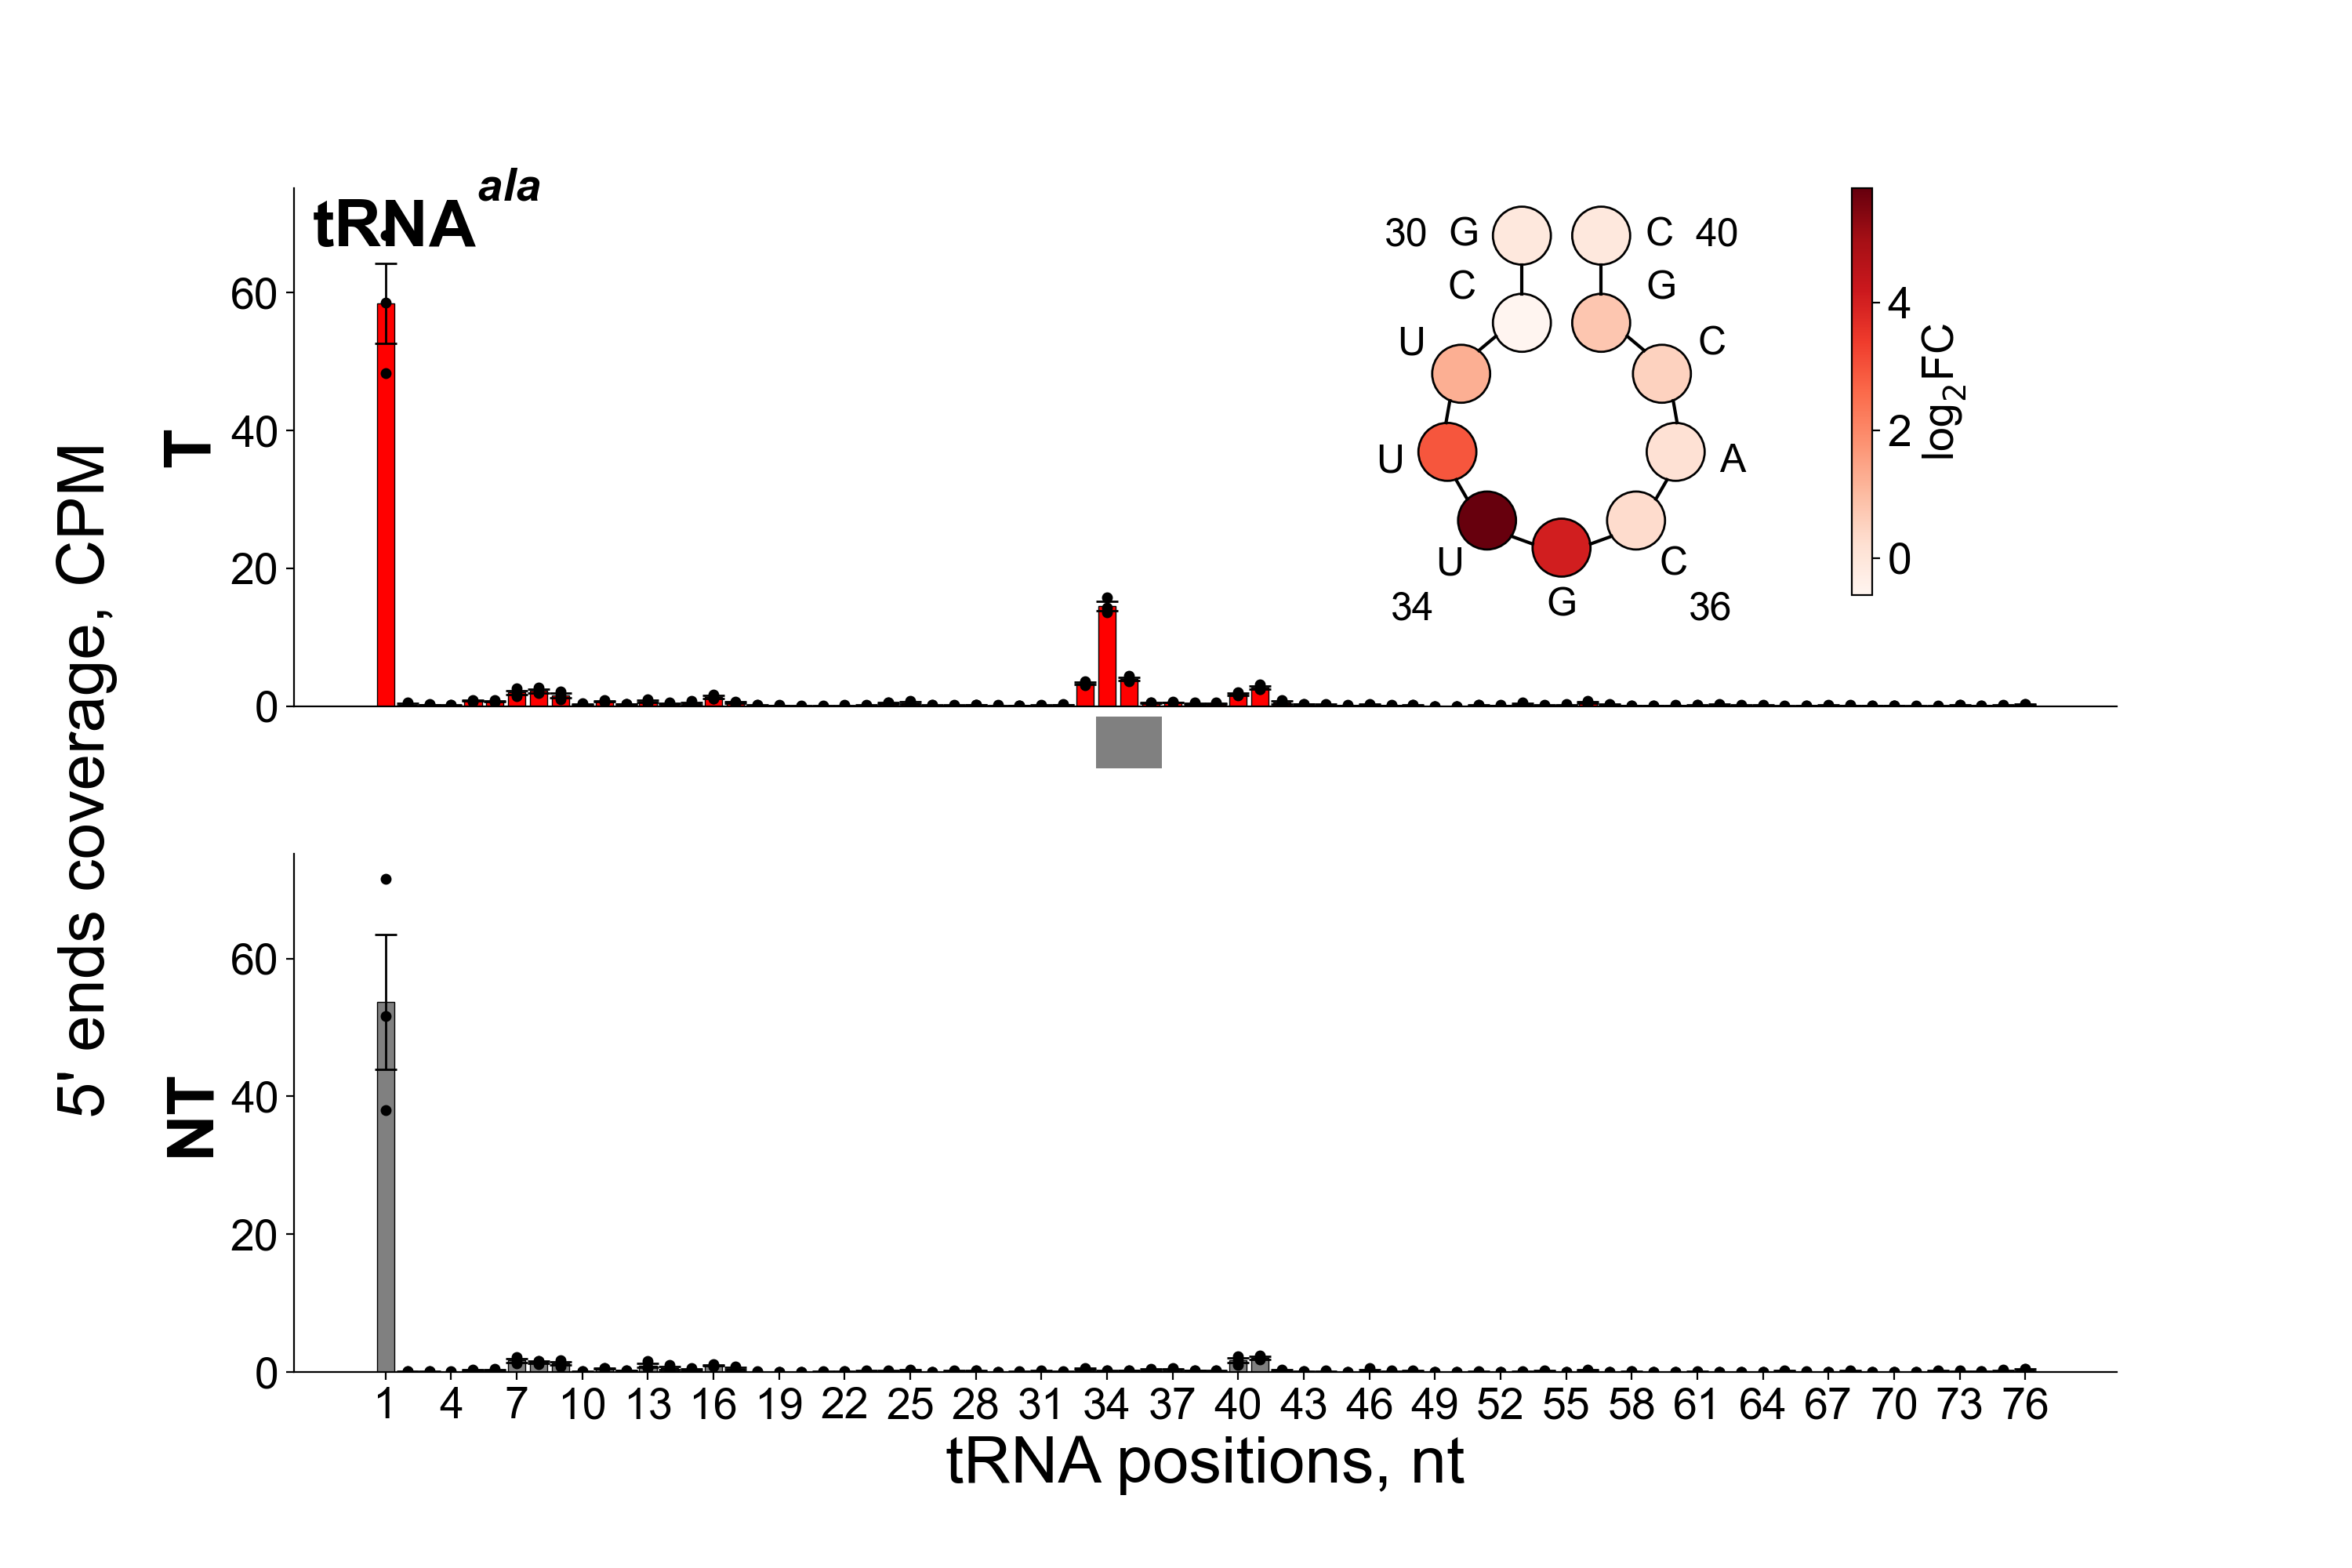 tRNA^ala
5' ends coverage, CPM
T
60
40
20
0
30 G C 40
C G
U C
U A
U C
34 G 36
4
2
0
log₂FC
NT
60
40
20
0
1 4 7 10 13 16 19 22 25 28 31 34 37 40 43 46 49 52 55 58 61 64 67 70 73 76
tRNA positions, nt